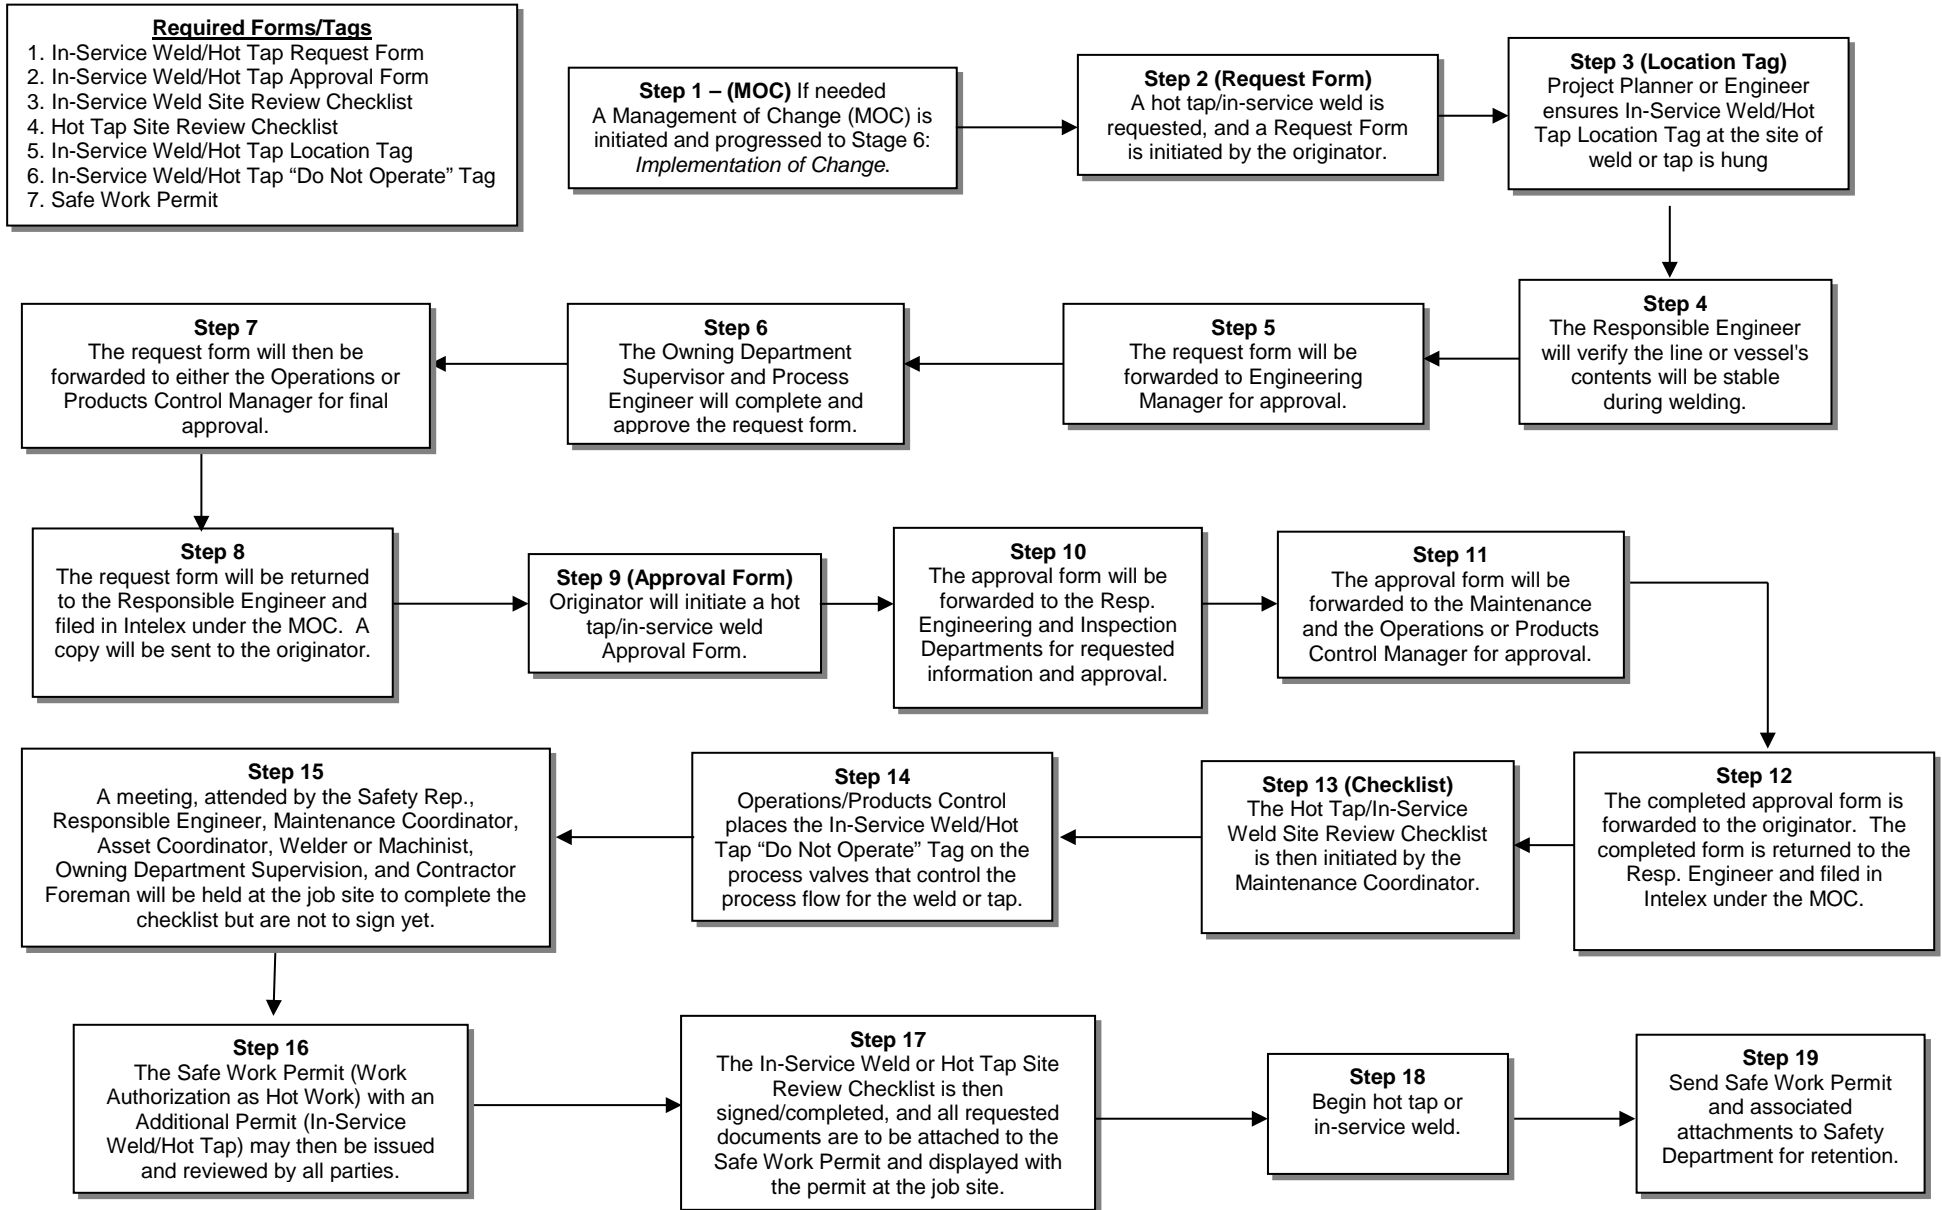 Required Forms/Tags
1. In-Service Weld/Hot Tap Request Form
2. In-Service Weld/Hot Tap Approval Form
3. In-Service Weld Site Review Checklist
4. Hot Tap Site Review Checklist
5. In-Service Weld/Hot Tap Location Tag
6. In-Service Weld/Hot Tap “Do Not Operate” Tag
7. Safe Work Permit
Step 1 – (MOC) If needed
A Management of Change (MOC) is
initiated and progressed to Stage 6:
Implementation of Change.
Step 2 (Request Form)
A hot tap/in-service weld is
requested, and a Request Form
is initiated by the originator.
Step 3 (Location Tag)
Project Planner or Engineer
ensures In-Service Weld/Hot
Tap Location Tag at the site of
weld or tap is hung
Step 4
The Responsible Engineer
will verify the line or vessel's
contents will be stable
during welding.
Step 5
The request form will be
forwarded to Engineering
Manager for approval.
Step 6
The Owning Department
Supervisor and Process
Engineer will complete and
approve the request form.
Step 7
The request form will then be
forwarded to either the Operations or
Products Control Manager for final
approval.
Step 8
The request form will be returned
to the Responsible Engineer and
filed in Intelex under the MOC. A
copy will be sent to the originator.
Step 9 (Approval Form)
Originator will initiate a hot
tap/in-service weld
Approval Form.
Step 10
The approval form will be
forwarded to the Resp.
Engineering and Inspection
Departments for requested
information and approval.
Step 11
The approval form will be
forwarded to the Maintenance
and the Operations or Products
Control Manager for approval.
Step 12
The completed approval form is
forwarded to the originator. The
completed form is returned to the
Resp. Engineer and filed in
Intelex under the MOC.
Step 13 (Checklist)
The Hot Tap/In-Service
Weld Site Review Checklist
is then initiated by the
Maintenance Coordinator.
Step 14
Operations/Products Control
places the In-Service Weld/Hot
Tap “Do Not Operate” Tag on the
process valves that control the
process flow for the weld or tap.
Step 15
A meeting, attended by the Safety Rep.,
Responsible Engineer, Maintenance Coordinator,
Asset Coordinator, Welder or Machinist,
Owning Department Supervision, and Contractor
Foreman will be held at the job site to complete the
checklist but are not to sign yet.
Step 16
The Safe Work Permit (Work
Authorization as Hot Work) with an
Additional Permit (In-Service
Weld/Hot Tap) may then be issued
and reviewed by all parties.
Step 17
The In-Service Weld or Hot Tap Site
Review Checklist is then
signed/completed, and all requested
documents are to be attached to the
Safe Work Permit and displayed with
the permit at the job site.
Step 18
Begin hot tap or
in-service weld.
Step 19
Send Safe Work Permit
and associated
attachments to Safety
Department for retention.